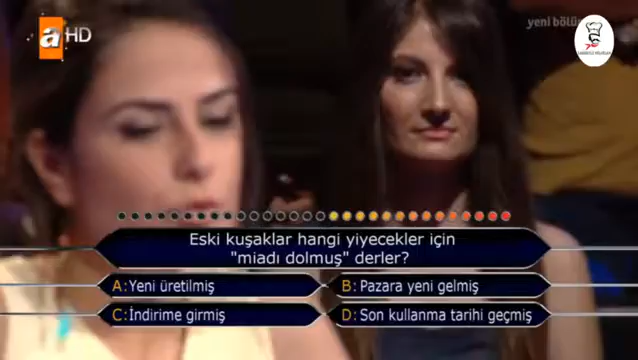 a HD
yeni bölüm
Eski kuşaklar hangi yiyecekler için
"miadı dolmuş" derler?
A: Yeni üretilmiş
B: Pazara yeni gelmiş
C: İndirime girmiş
D: Son kullanma tarihi geçmiş